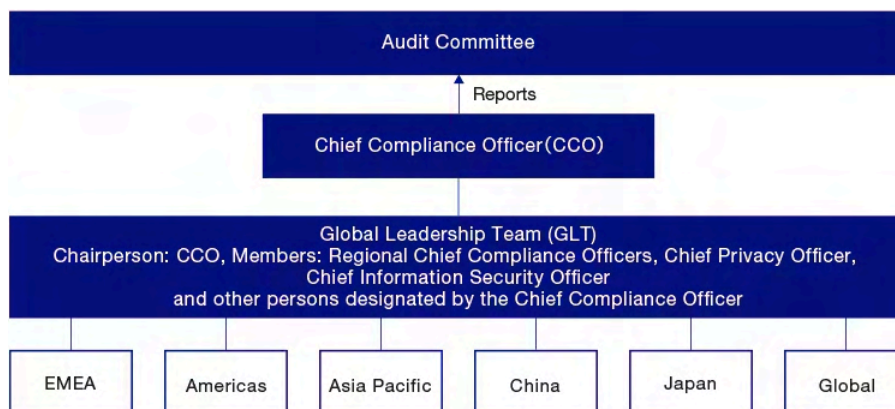 Audit Committee
Reports
Chief Compliance Officer（CCO）
Global Leadership Team (GLT)
Chairperson: CCO, Members: Regional Chief Compliance Officers, Chief Privacy Officer,
Chief Information Security Officer
and other persons designated by the Chief Compliance Officer
EMEA
Americas
Asia Pacific
China
Japan
Global